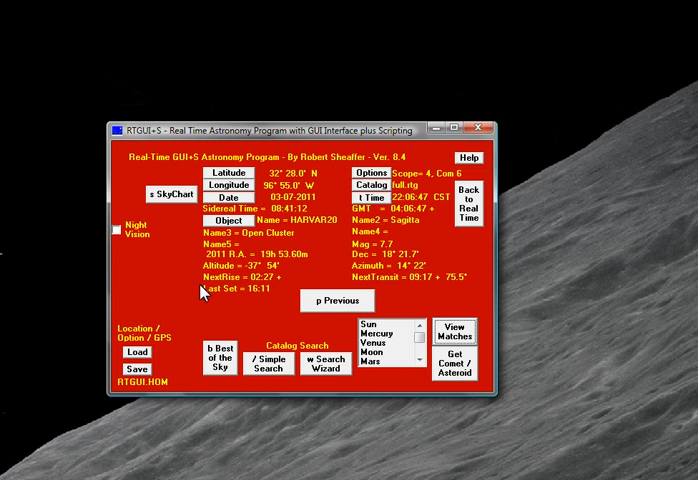 RTGUI+S - Real Time Astronomy Program with GUI Interface plus Scripting
Real-Time GUI+S Astronomy Program - By Robert Sheaffer - Ver. 8.4
Help
Latitude 32° 28.0' N
Options Scope= 4, Com 6
Longitude 96° 55.0' W
Catalog full.rtg
s SkyChart
Date 03-07-2011
t Time 22:06:47 CST
Back to Real Time
Sidereal Time = 08:41:12
GMT = 04:06:47 +
Object Name = HARVAR20
Name2 = Sagitta
Night Vision
Name3 = Open Cluster
Name4 =
Name5 =
Mag = 7.7
2011 R.A. = 19h 53.60m
Dec = 18° 21.7'
Altitude = -37° 54'
Azimuth = 14° 22'
NextRise = 02:27 +
NextTransit = 09:17 + 75.5°
Last Set = 16:11
p Previous
Location /
Option / GPS
Load
Save
RTGUI.HOM
b Best of the Sky
Catalog Search
/ Simple Search
w Search Wizard
Sun
Mercury
Venus
Moon
Mars
View Matches
Get Comet / Asteroid